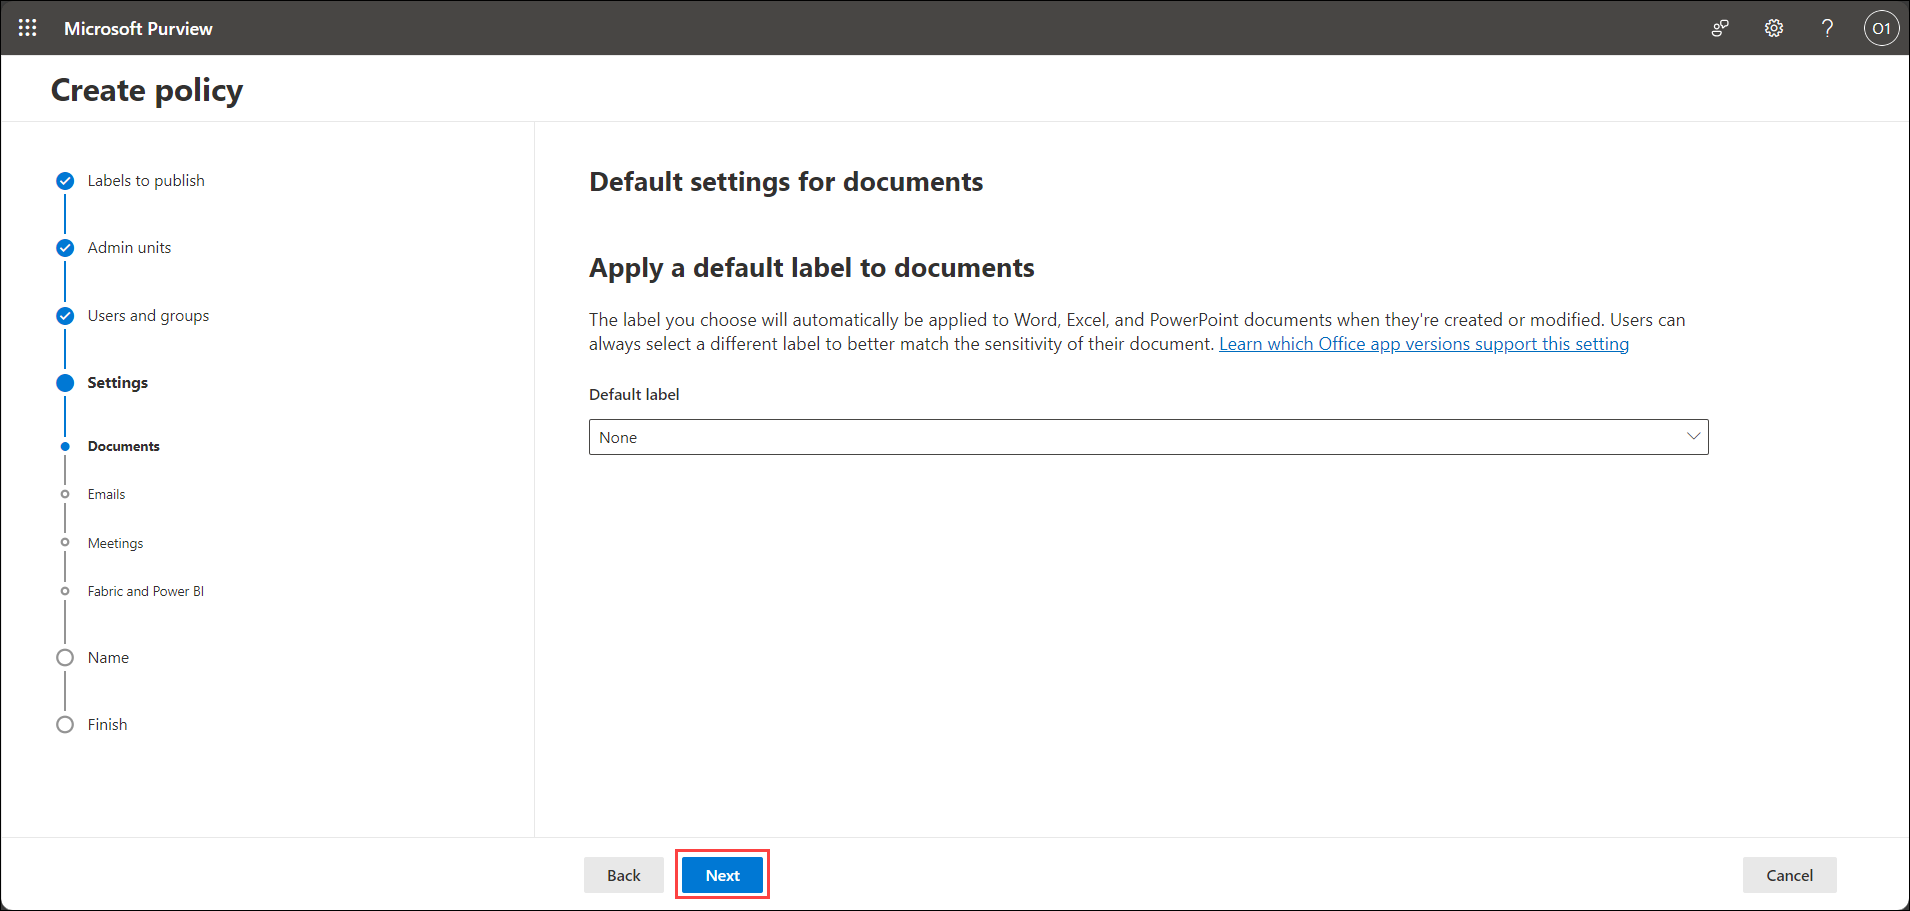 Microsoft Purview
?
O1
Create policy
Labels to publish
Admin units
Users and groups
Settings
Documents
Emails
Meetings
Fabric and Power BI
Name
Finish
Default settings for documents
Apply a default label to documents
The label you choose will automatically be applied to Word, Excel, and PowerPoint documents when they're created or modified. Users can
always select a different label to better match the sensitivity of their document. Learn which Office app versions support this setting
Default label
None
Back
Next
Cancel